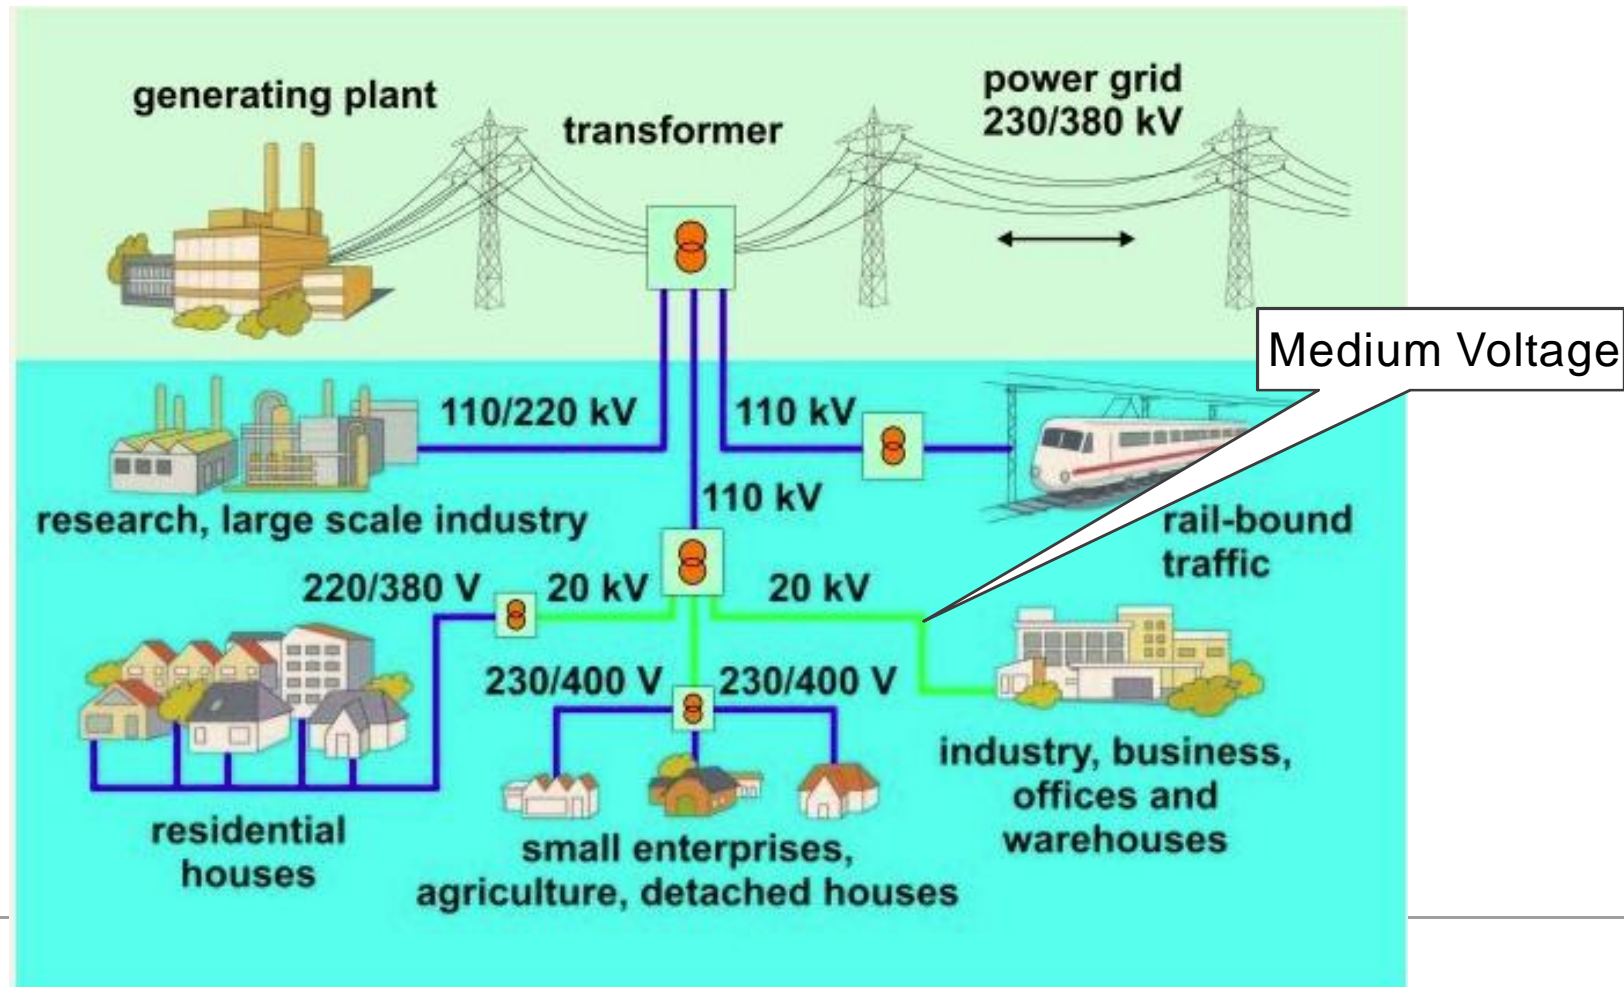 generating plant
transformer
power grid
230/380 kV
Medium Voltage
110/220 kV
110 kV
110 kV
research, large scale industry
rail-bound
traffic
220/380 V
20 kV
20 kV
230/400 V
230/400 V
residential
houses
small enterprises,
agriculture, detached houses
industry, business,
offices and
warehouses